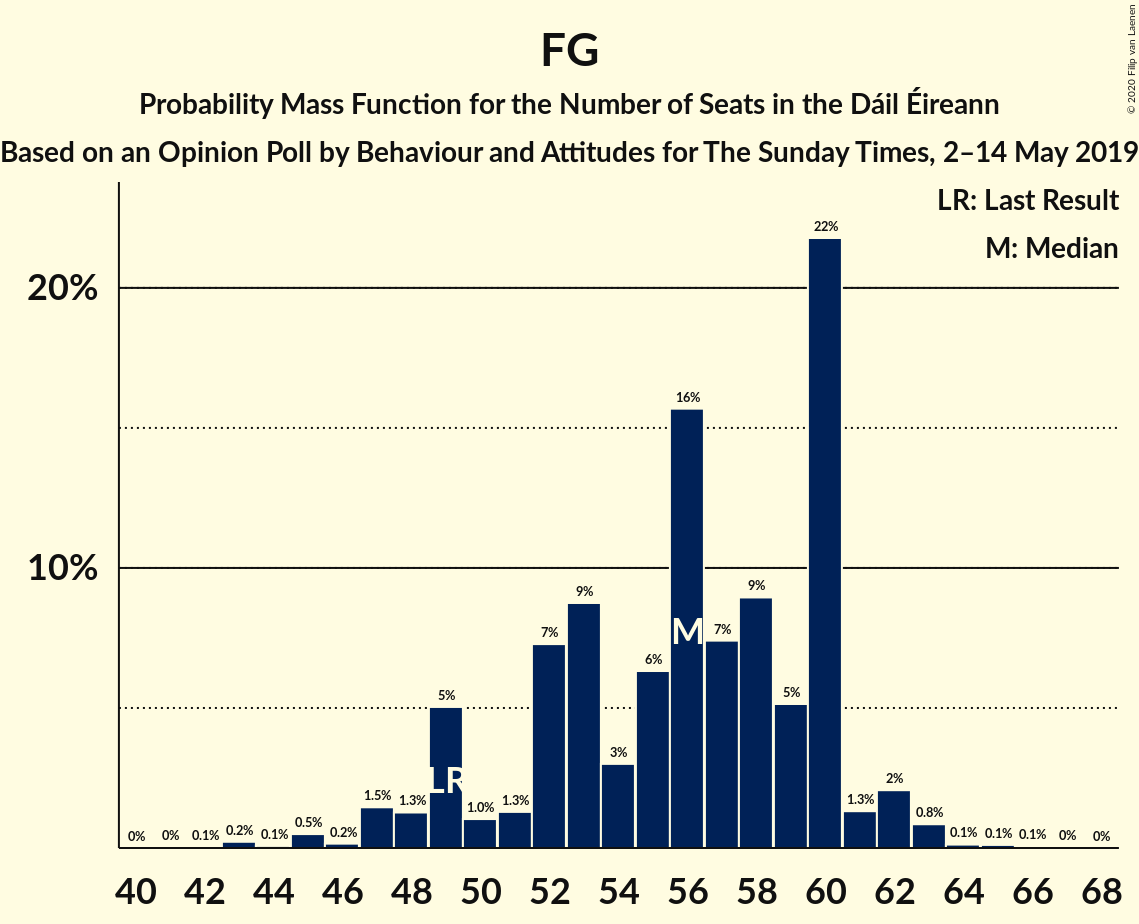 FG
Probability Mass Function for the Number of Seats in the Dáil Éireann
Based on an Opinion Poll by Behaviour and Attitudes for The Sunday Times, 2–14 May 2019
© 2020 Filip van Laenen
LR: Last Result
M: Median
20%
10%
0% 0% 0.1% 0.2% 0.1% 0.5% 0.2% 1.5% 1.3% 5% 1.0% 1.3% 7% 9% 3% 6% 16% 7% 9% 5% 22% 1.3% 2% 0.8% 0.1% 0.1% 0.1% 0% 0%
LR
M
40 42 44 46 48 50 52 54 56 58 60 62 64 66 68